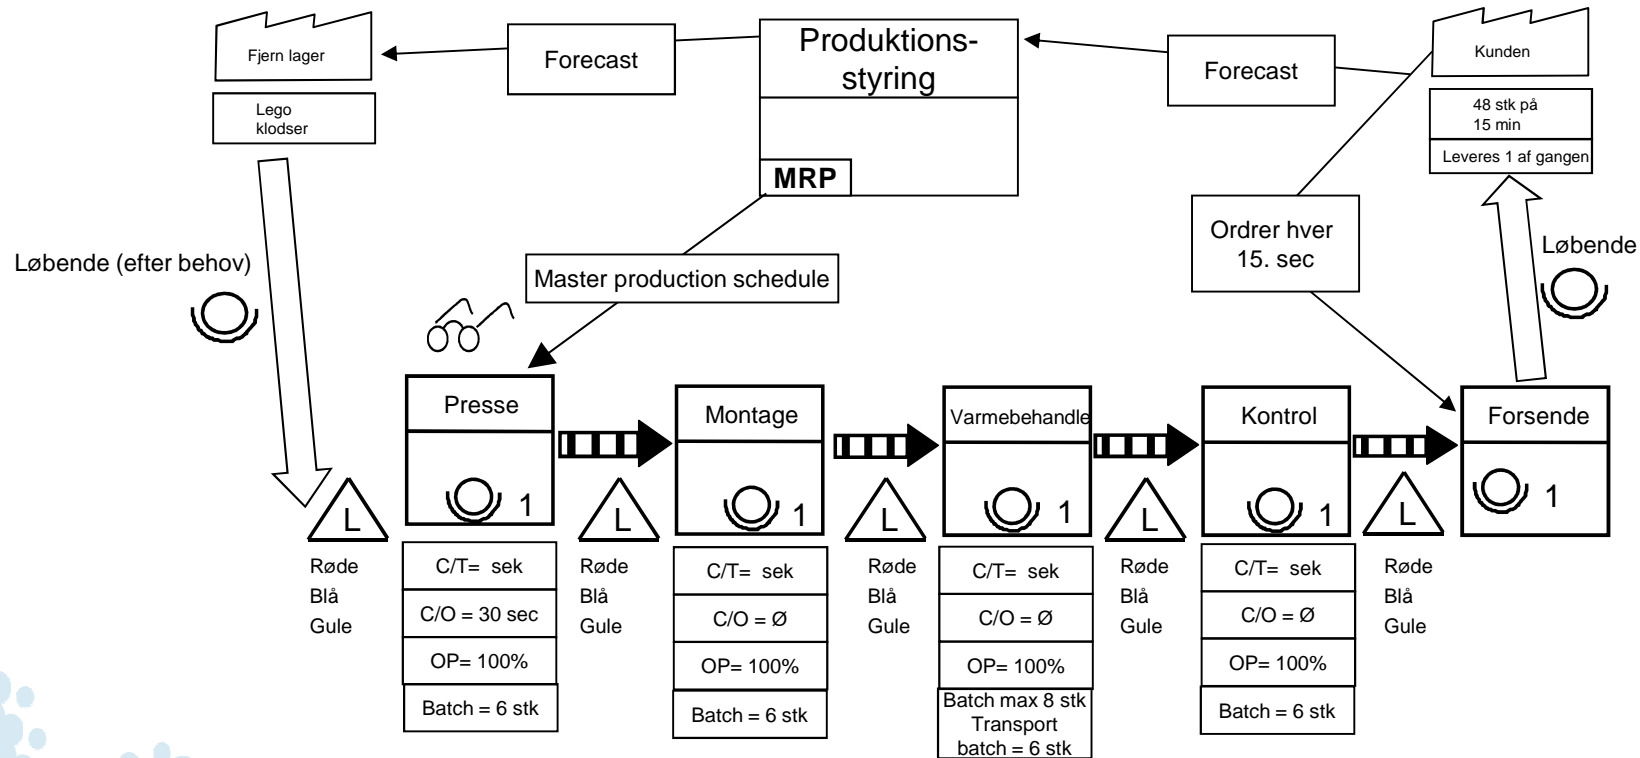 Fjern lager
Lego
klodser
Forecast
Produktions-
styring
MRP
Forecast
Kunden
48 stk på
15 min
Leveres 1 af gangen
Løbende (efter behov)
Master production schedule
Ordrer hver
15. sec
Løbende
L
Røde
Blå
Gule
Presse
1
C/T= sek
C/O = 30 sec
OP= 100%
Batch = 6 stk
L
Røde
Blå
Gule
Montage
1
C/T= sek
C/O = Ø
OP= 100%
Batch = 6 stk
L
Røde
Blå
Gule
Varmebehandle
1
C/T= sek
C/O = Ø
OP= 100%
Batch max 8 stk
Transport
batch = 6 stk
L
Røde
Blå
Gule
Kontrol
1
C/T= sek
C/O = Ø
OP= 100%
Batch = 6 stk
L
Røde
Blå
Gule
Forsende
1